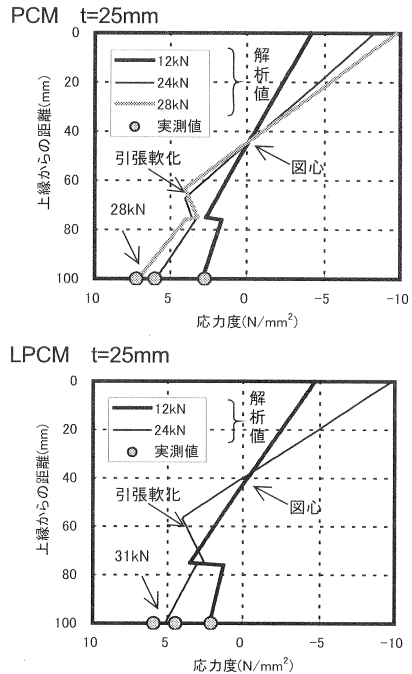 PCM t=25mm
0
20
40
60
80
100
上縁からの距離(mm)
12kN
24kN
28kN
実測値
解析値
引張軟化
図心
28kN
10
5
0
-5
-10
応力度(N/mm²)
LPCM t=25mm
0
20
40
60
80
100
上縁からの距離(mm)
12kN
24kN
実測値
解析値
引張軟化
図心
31kN
10
5
0
-5
-10
応力度(N/mm²)